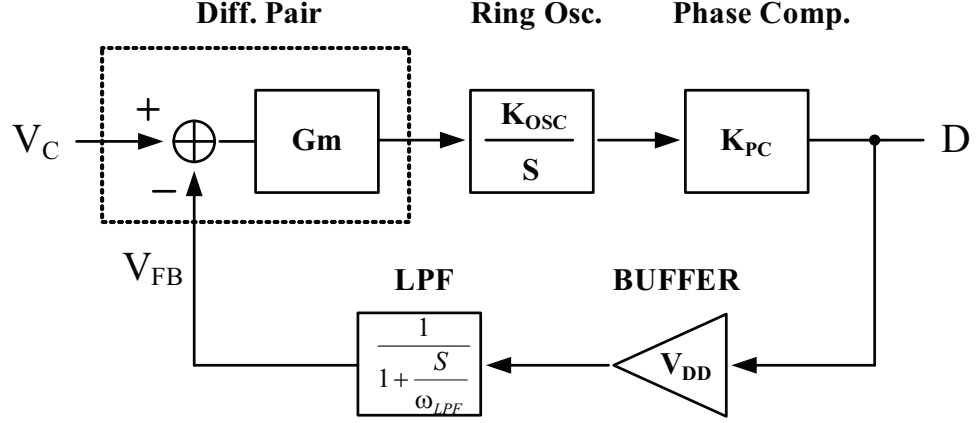 Diff. Pair
Ring Osc.
Phase Comp.
V_C
+
−
Gm
K_OSC
S
K_PC
D
V_FB
LPF
BUFFER
1
1 + S
ω_LPF
V_DD